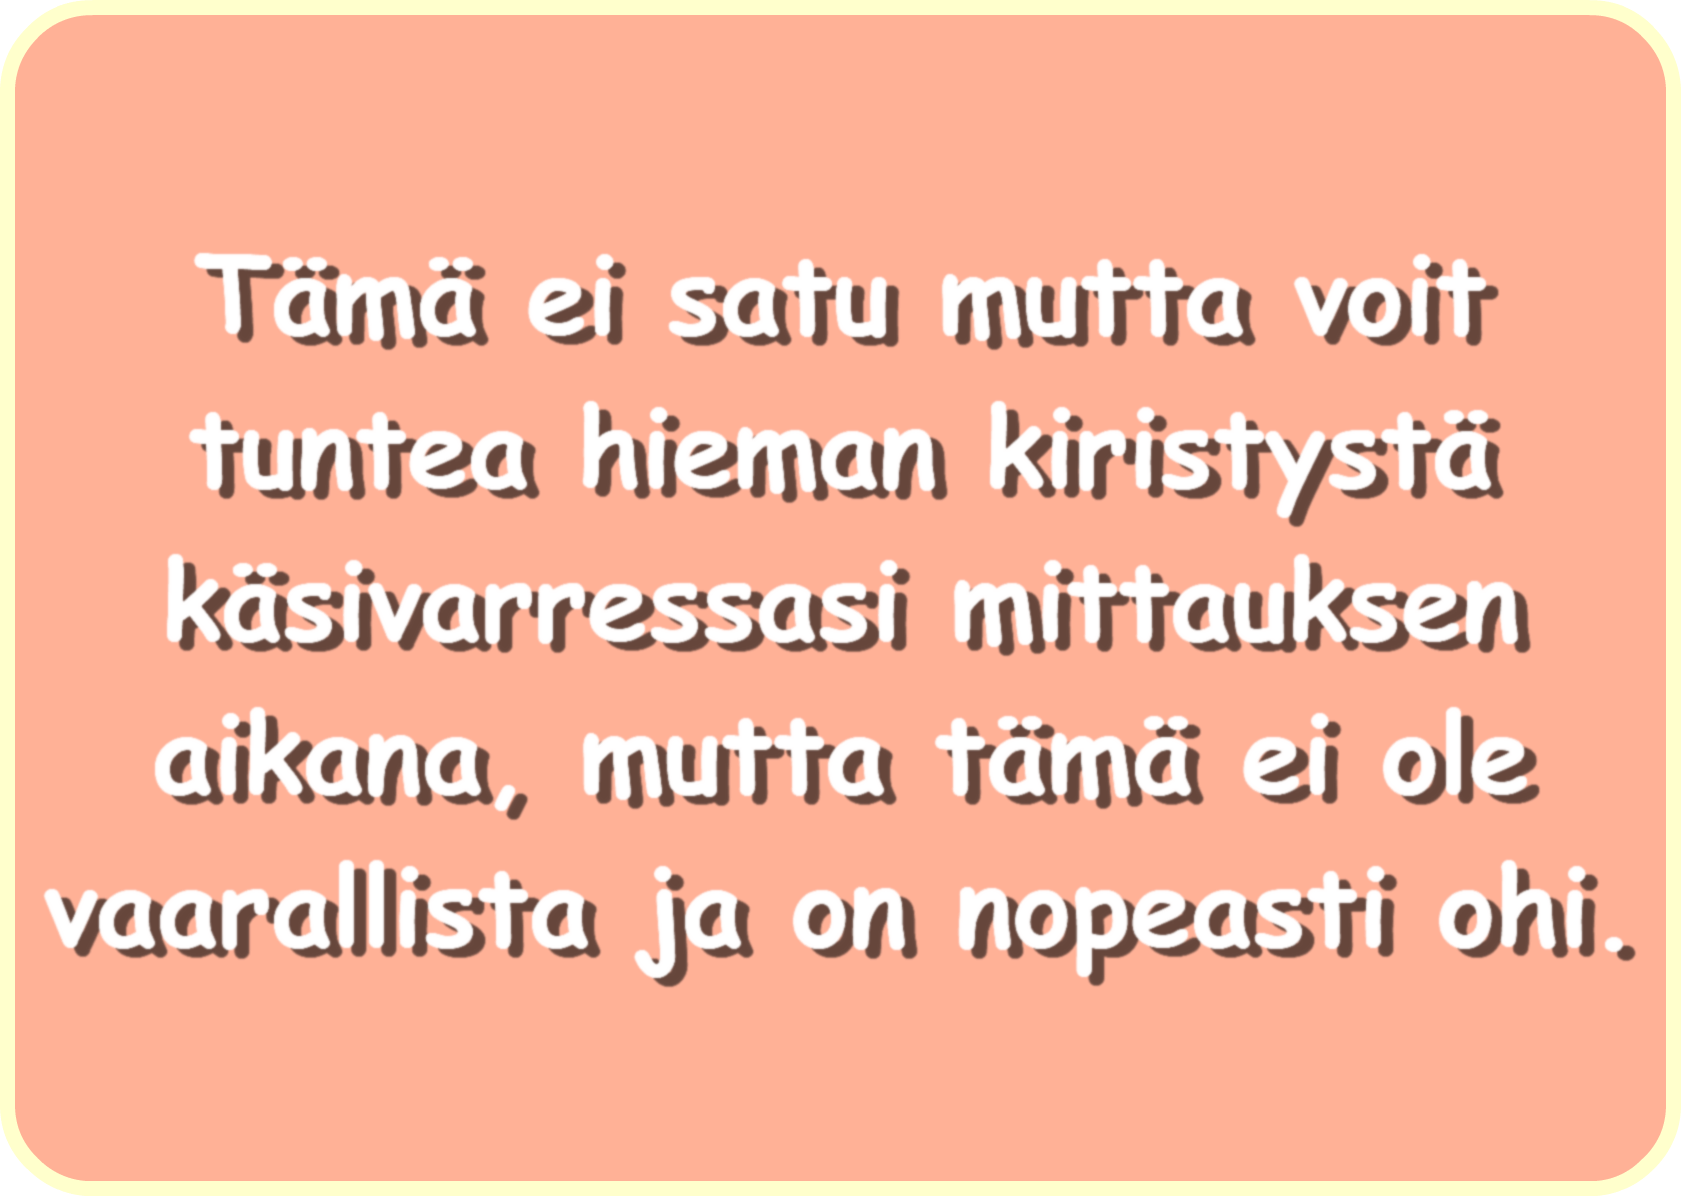 Tämä ei satu mutta voit
tuntea hieman kiristystä
käsivarressasi mittauksen
aikana, mutta tämä ei ole
vaarallista ja on nopeasti ohi.